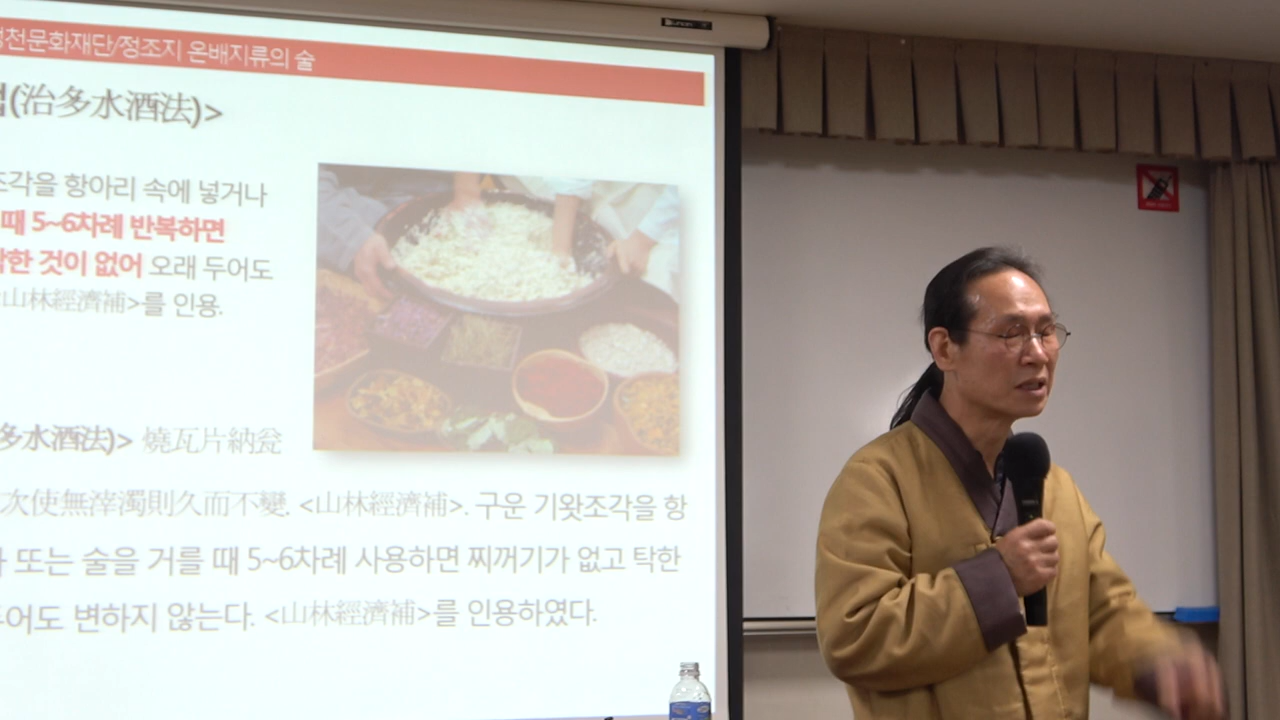 천문화재단/정조지 온배지류의 술
(治多水酒法)>
조각을 항아리 속에 넣거나
때 5~6차례 반복하면
한 것이 없어 오래 두어도
山林經濟補>를 인용.
多水酒法)> 燒瓦片納瓮
次使無滓濁則久而不變. <山林經濟補>. 구운 기왓조각을 항
또는 술을 거를 때 5~6차례 사용하면 찌꺼기가 없고 탁한
두어도 변하지 않는다. <山林經濟補>를 인용하였다.